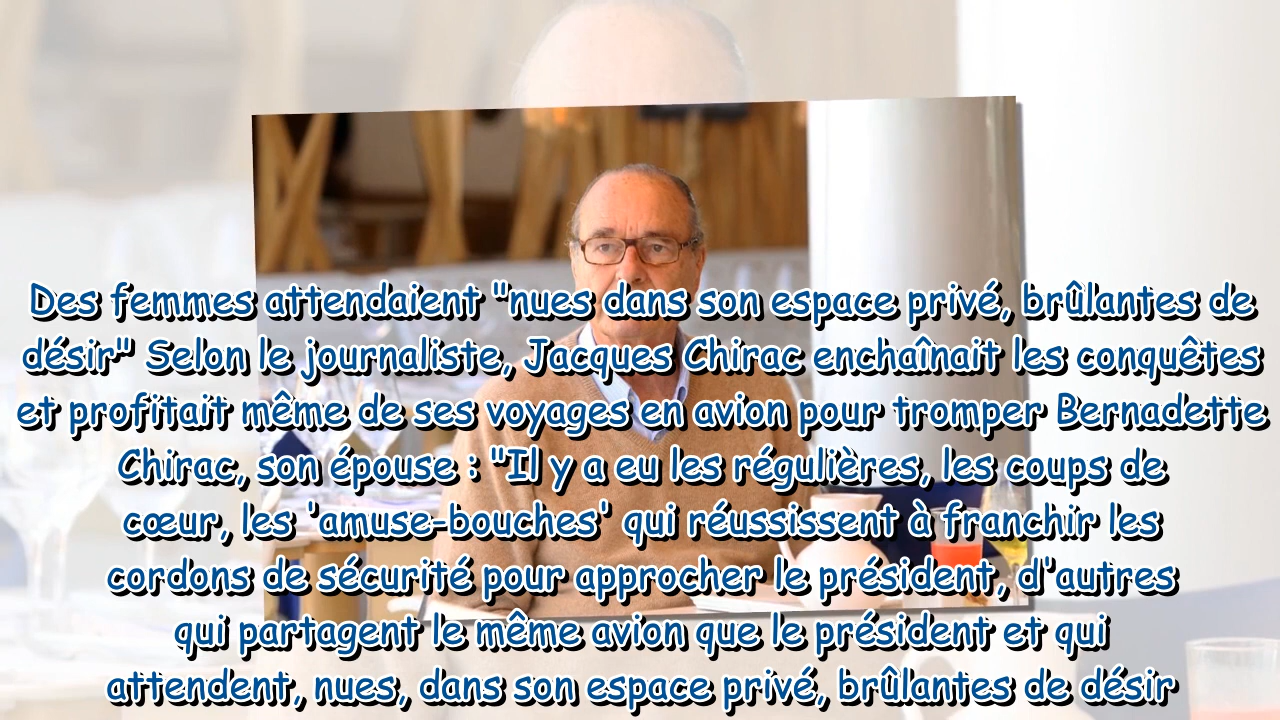 Des femmes attendaient "nues dans son espace privé, brûlantes de
désir" Selon le journaliste, Jacques Chirac enchaînait les conquêtes
et profitait même de ses voyages en avion pour tromper Bernadette
Chirac, son épouse : "Il y a eu les régulières, les coups de
cœur, les 'amuse-bouches' qui réussissent à franchir les
cordons de sécurité pour approcher le président, d'autres
qui partagent le même avion que le président et qui
attendent, nues, dans son espace privé, brûlantes de désir